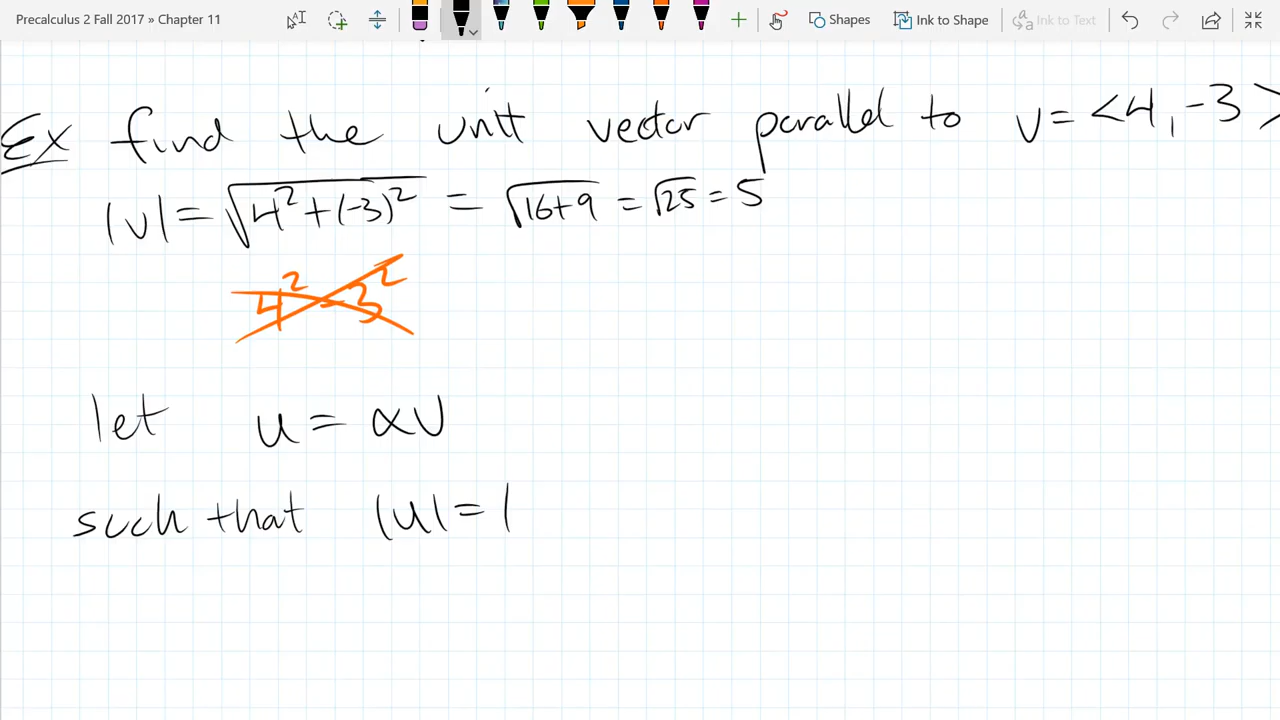 Precalculus 2 Fall 2017 » Chapter 11
Shapes
Ink to Shape
Ink to Text
Ex find the unit vector parallel to v = <4, -3>
|v| = √4² + (-3)² = √16+9 = √25 = 5
4² - 3²
let u = αv
such that |u| = 1